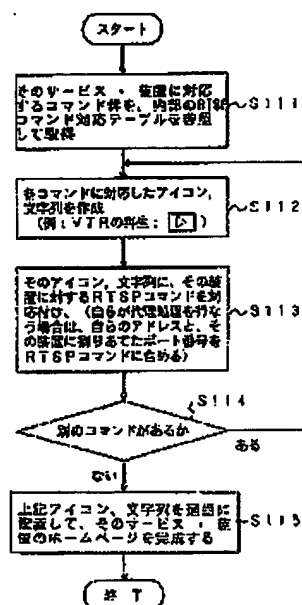 スタート
そのサービス・装置に対応
するコマンド群を、内部のRTSP
コマンド対応テーブルを参照
して取得
S111
各コマンドに対応したアイコン,
文字列を作成
(例:VTRの再生: ▷ )
S112
そのアイコン,文字列に、その装
置に対するRTSPコマンドを対
応付け、(自らが代理処理を行な
う場合は、自らのアドレスと、そ
の装置に割りあてたポート番号を
RTSPコマンドに含める)
S113
S114
別のコマンドがあるか
ある
ない
上記アイコン、文字列を適当に
配置して、そのサービス・装
置のホームページを完成する
S115
終了